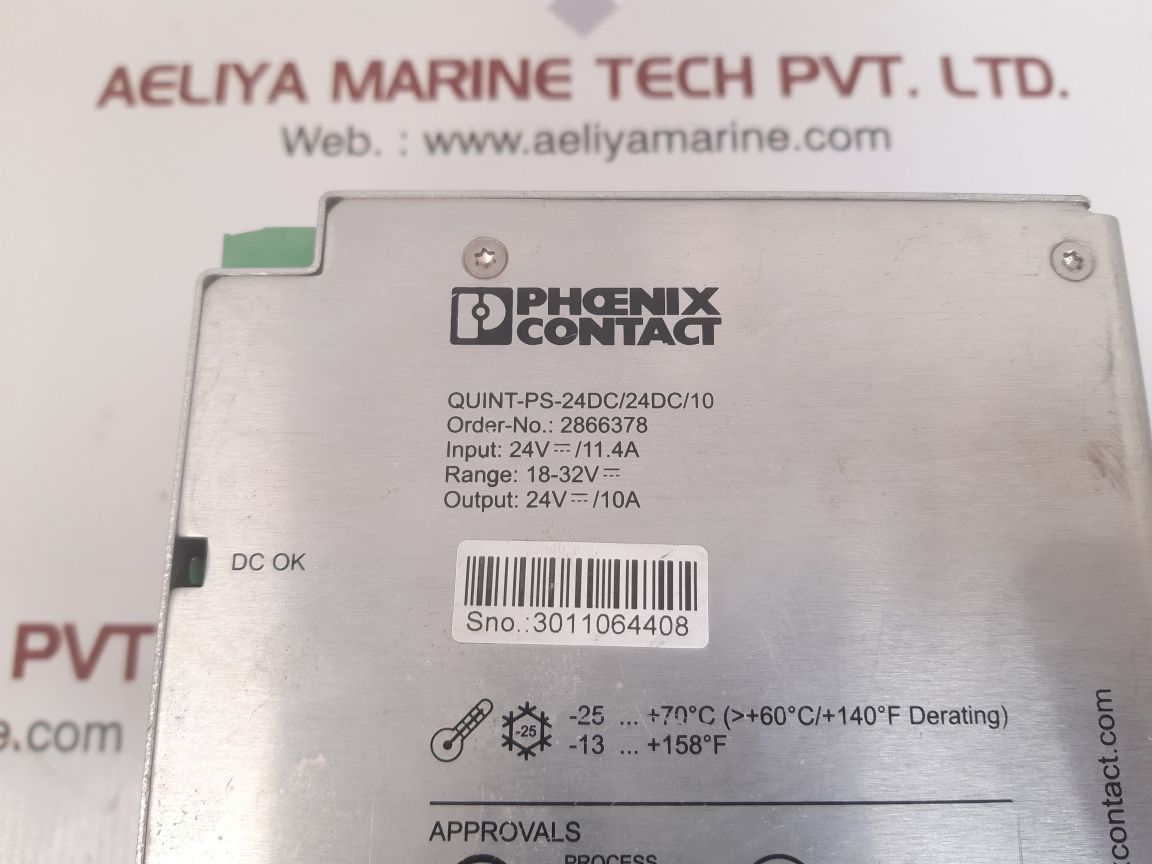 AELIYA MARINE TECH PVT. LTD.
Web. : www.aeliyamarine.com
PHŒNIX
CONTACT
QUINT-PS-24DC/24DC/10
Order-No.: 2866378
Input: 24V⎓/11.4A
Range: 18-32V⎓
Output: 24V⎓/10A
DC OK
Sno.:3011064408
PVT
e.com
-25
-25 ... +70°C (>+60°C/+140°F Derating)
-13 ... +158°F
contact.com
APPROVALS
PROCESS